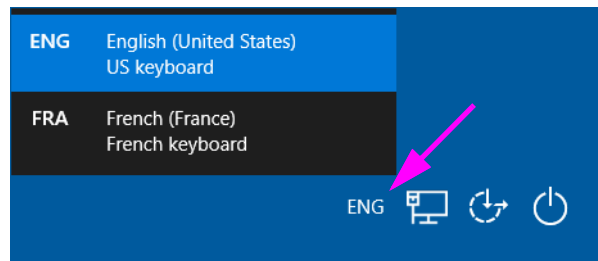 ENG English (United States)
US keyboard
FRA French (France)
French keyboard
ENG